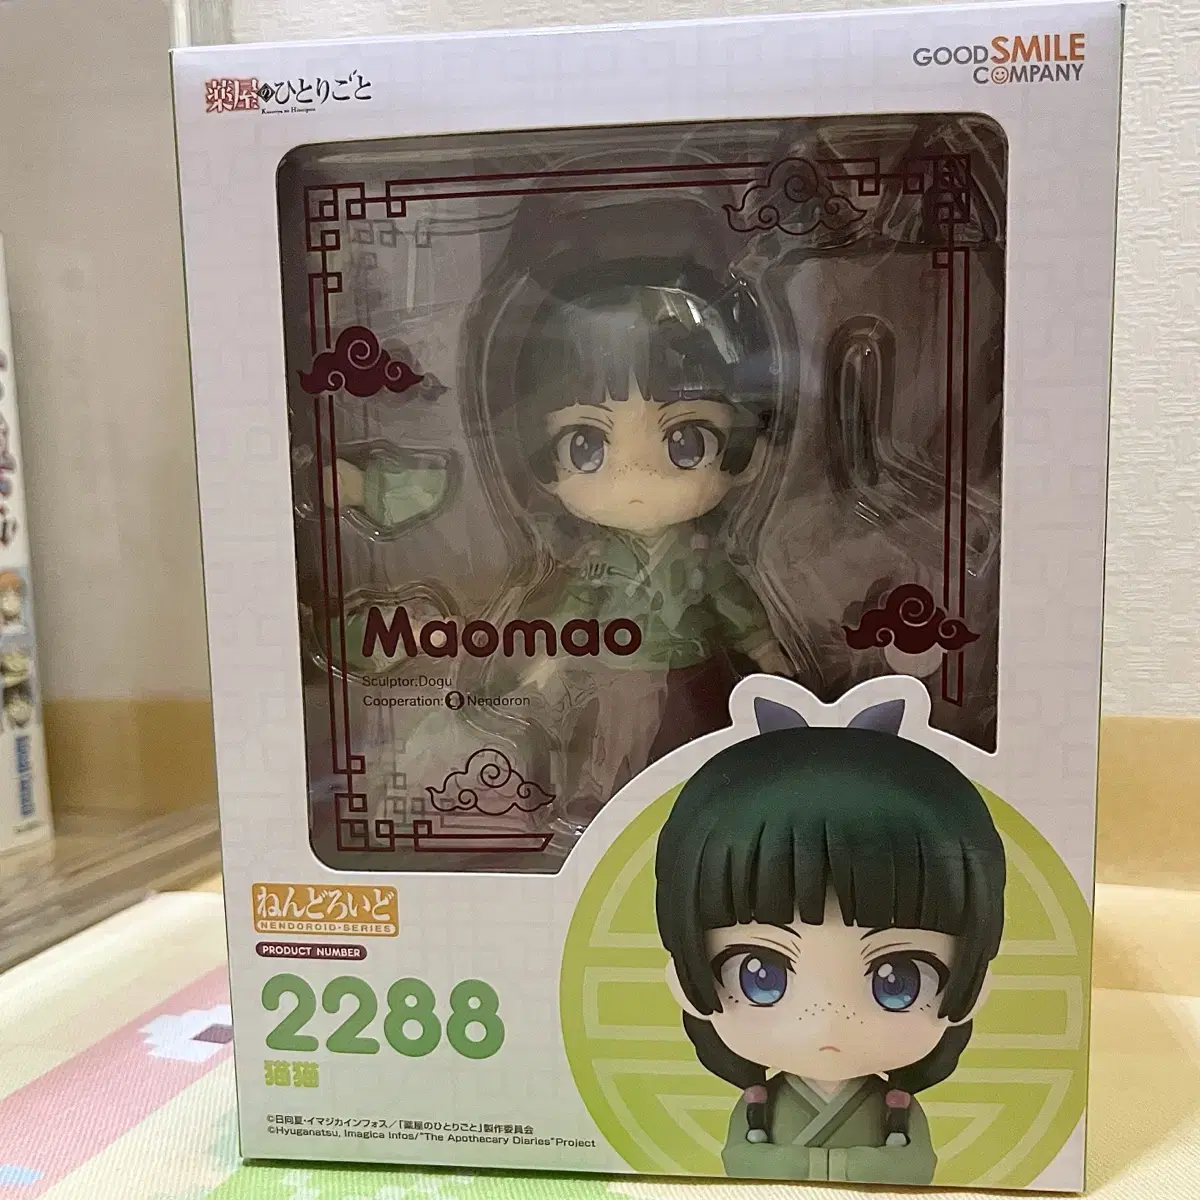 薬屋のひとりごと
GOOD SMILE
COMPANY
Maomao
Sculptor:Dogu
Cooperation: Nendoron
ねんどろいど
NENDOROID・SERIES
PRODUCT NUMBER
2288
猫猫
©日向夏・イマジカインフォス／「薬屋のひとりごと」製作委員会
©Hyuganatsu, Imagica Infos/"The Apothecary Diaries"Project